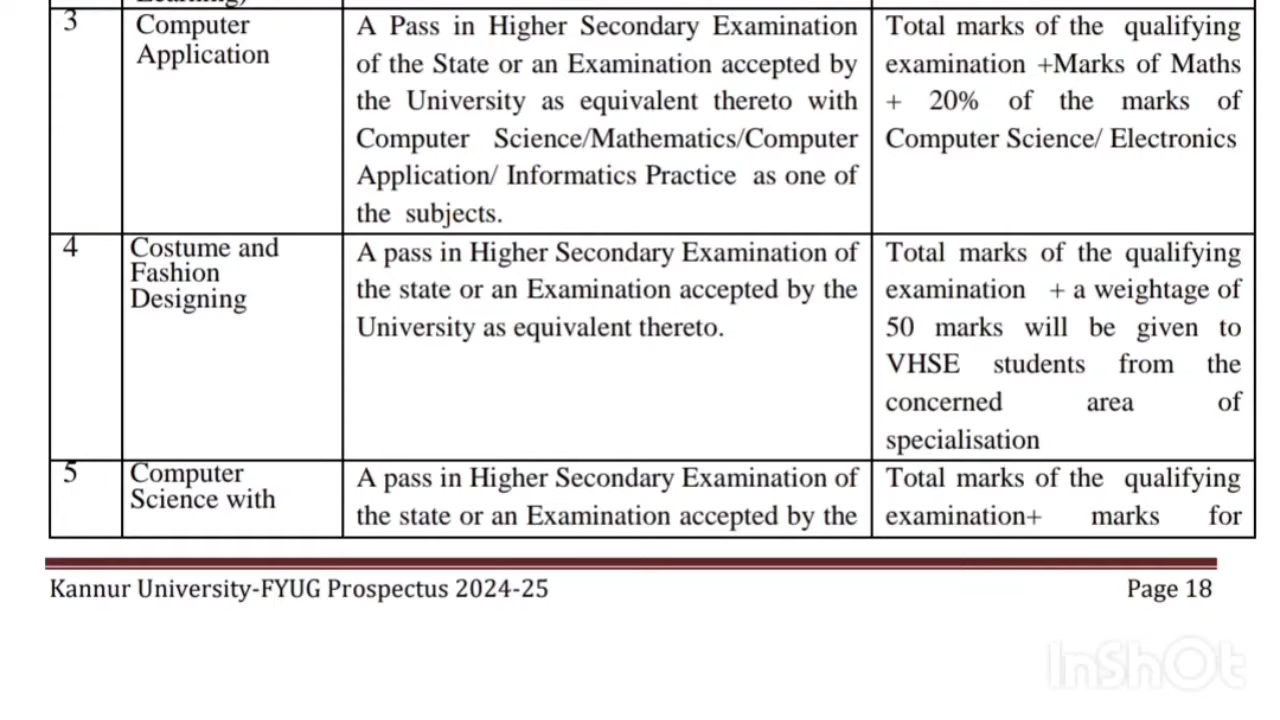 Learning)
3
Computer
Application
A Pass in Higher Secondary Examination
of the State or an Examination accepted by
the University as equivalent thereto with
Computer Science/Mathematics/Computer
Application/ Informatics Practice as one of
the subjects.
Total marks of the qualifying
examination +Marks of Maths
+ 20% of the marks of
Computer Science/ Electronics
4
Costume and
Fashion
Designing
A pass in Higher Secondary Examination of
the state or an Examination accepted by the
University as equivalent thereto.
Total marks of the qualifying
examination + a weightage of
50 marks will be given to
VHSE students from the
concerned area of
specialisation
5
Computer
Science with
A pass in Higher Secondary Examination of
the state or an Examination accepted by the
Total marks of the qualifying
examination+ marks for
Kannur University-FYUG Prospectus 2024-25
Page 18
InShOt